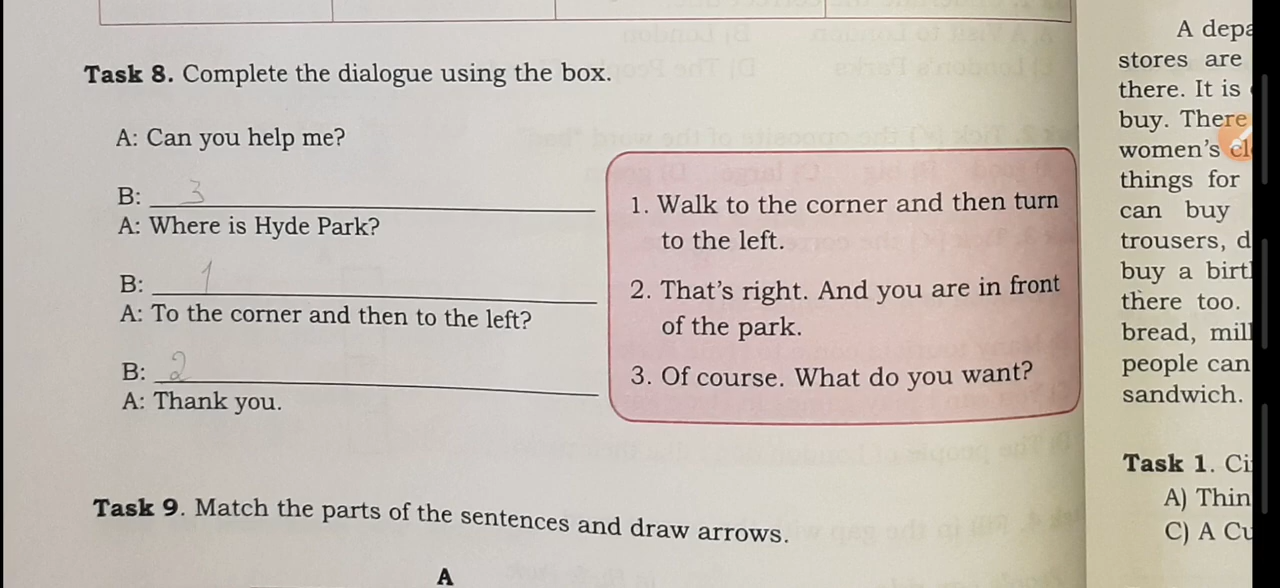 Task 8. Complete the dialogue using the box.
A: Can you help me?
B: 3
A: Where is Hyde Park?
B: 1
A: To the corner and then to the left?
B: 2
A: Thank you.
1. Walk to the corner and then turn
to the left.
2. That's right. And you are in front
of the park.
3. Of course. What do you want?
Task 9. Match the parts of the sentences and draw arrows.
A
A depa
stores are
there. It is
buy. There
women's cl
things for
can buy
trousers, d
buy a birt
there too.
bread, mil
people can
sandwich.
Task 1. Ci
A) Thin
C) A Cu